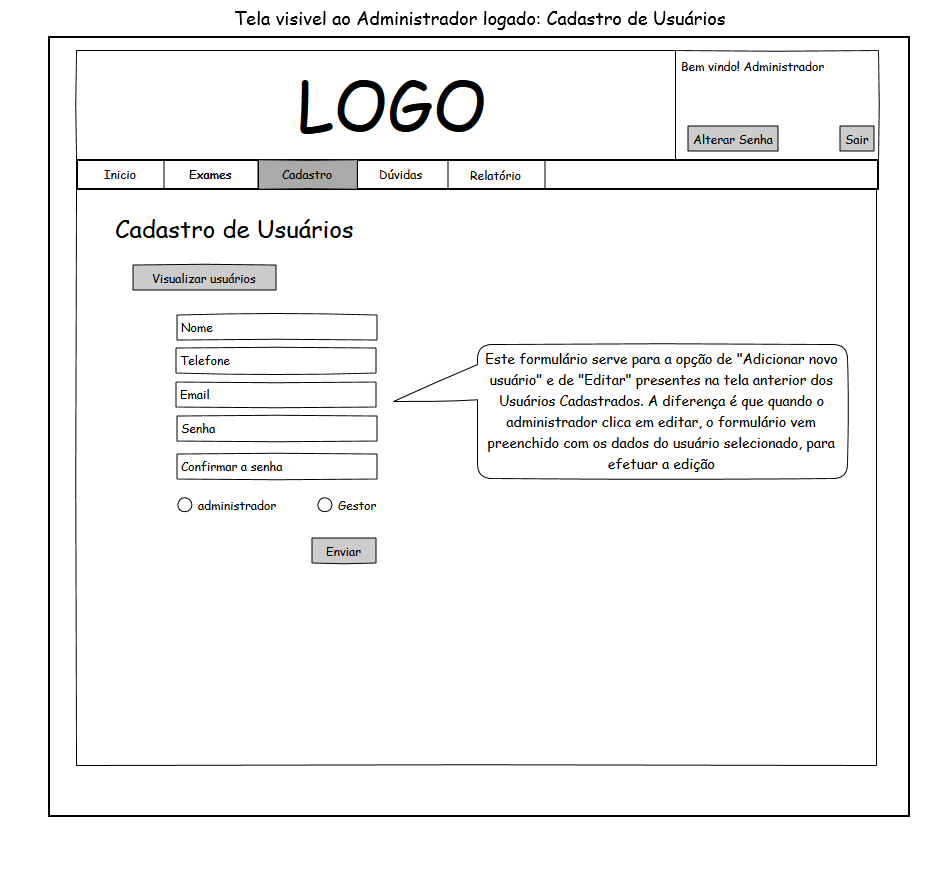 Tela visivel ao Administrador logado: Cadastro de Usuários
LOGO
Bem vindo! Administrador
Alterar Senha
Sair
Inicio
Exames
Cadastro
Dúvidas
Relatório
Cadastro de Usuários
Visualizar usuários
Nome
Telefone
Email
Senha
Confirmar a senha
administrador
Gestor
Enviar
Este formulário serve para a opção de "Adicionar novo
usuário" e de "Editar" presentes na tela anterior dos
Usuários Cadastrados. A diferença é que quando o
administrador clica em editar, o formulário vem
preenchido com os dados do usuário selecionado, para
efetuar a edição